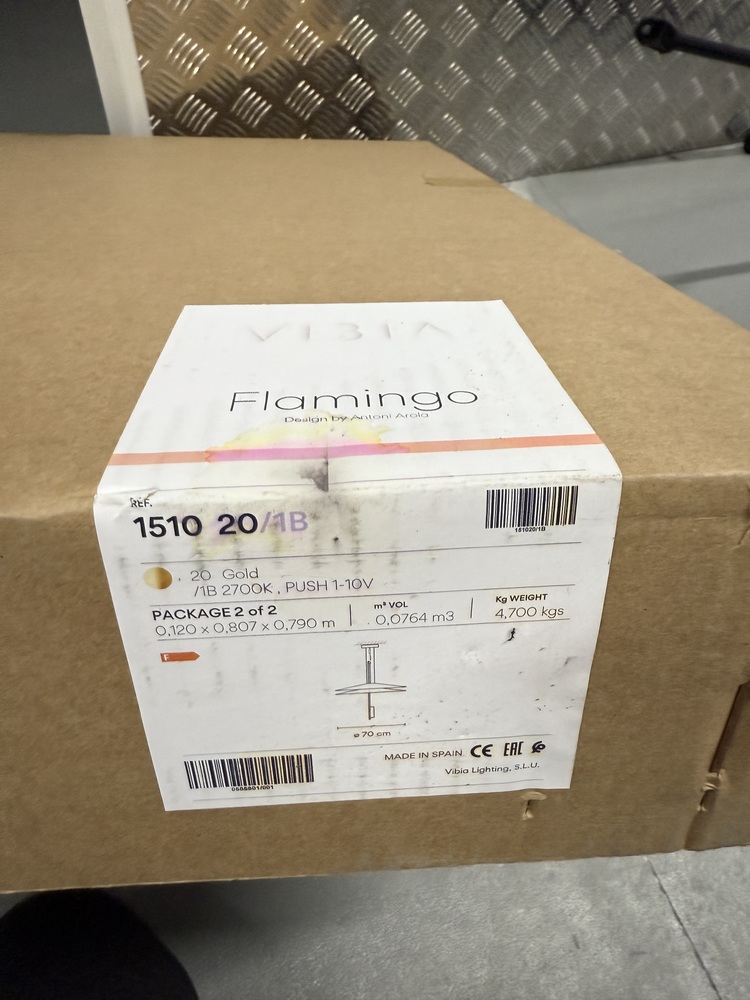 VIBIA
Flamingo
Design by Antoni Arola
REF.
1510 20/1B
151020/1B
20 Gold
/1B 2700K , PUSH 1-10V
PACKAGE 2 of 2
0,120 x 0,807 x 0,790 m
m³ VOL
0,0764 m3
Kg WEIGHT
4,700 kgs
F
ø 70 cm
MADE IN SPAIN CE EAC
Vibia Lighting, S.L.U.